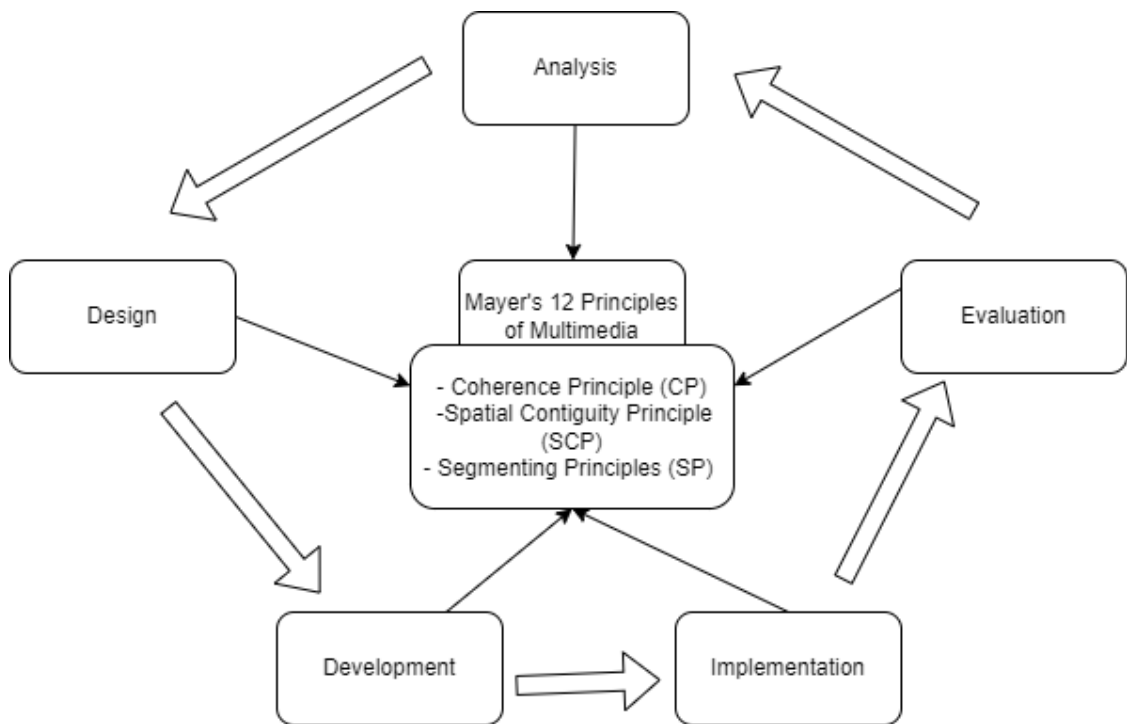 Analysis
Design
Mayer's 12 Principles
of Multimedia
Evaluation
- Coherence Principle (CP)
-Spatial Contiguity Principle
(SCP)
- Segmenting Principles (SP)
Development
Implementation